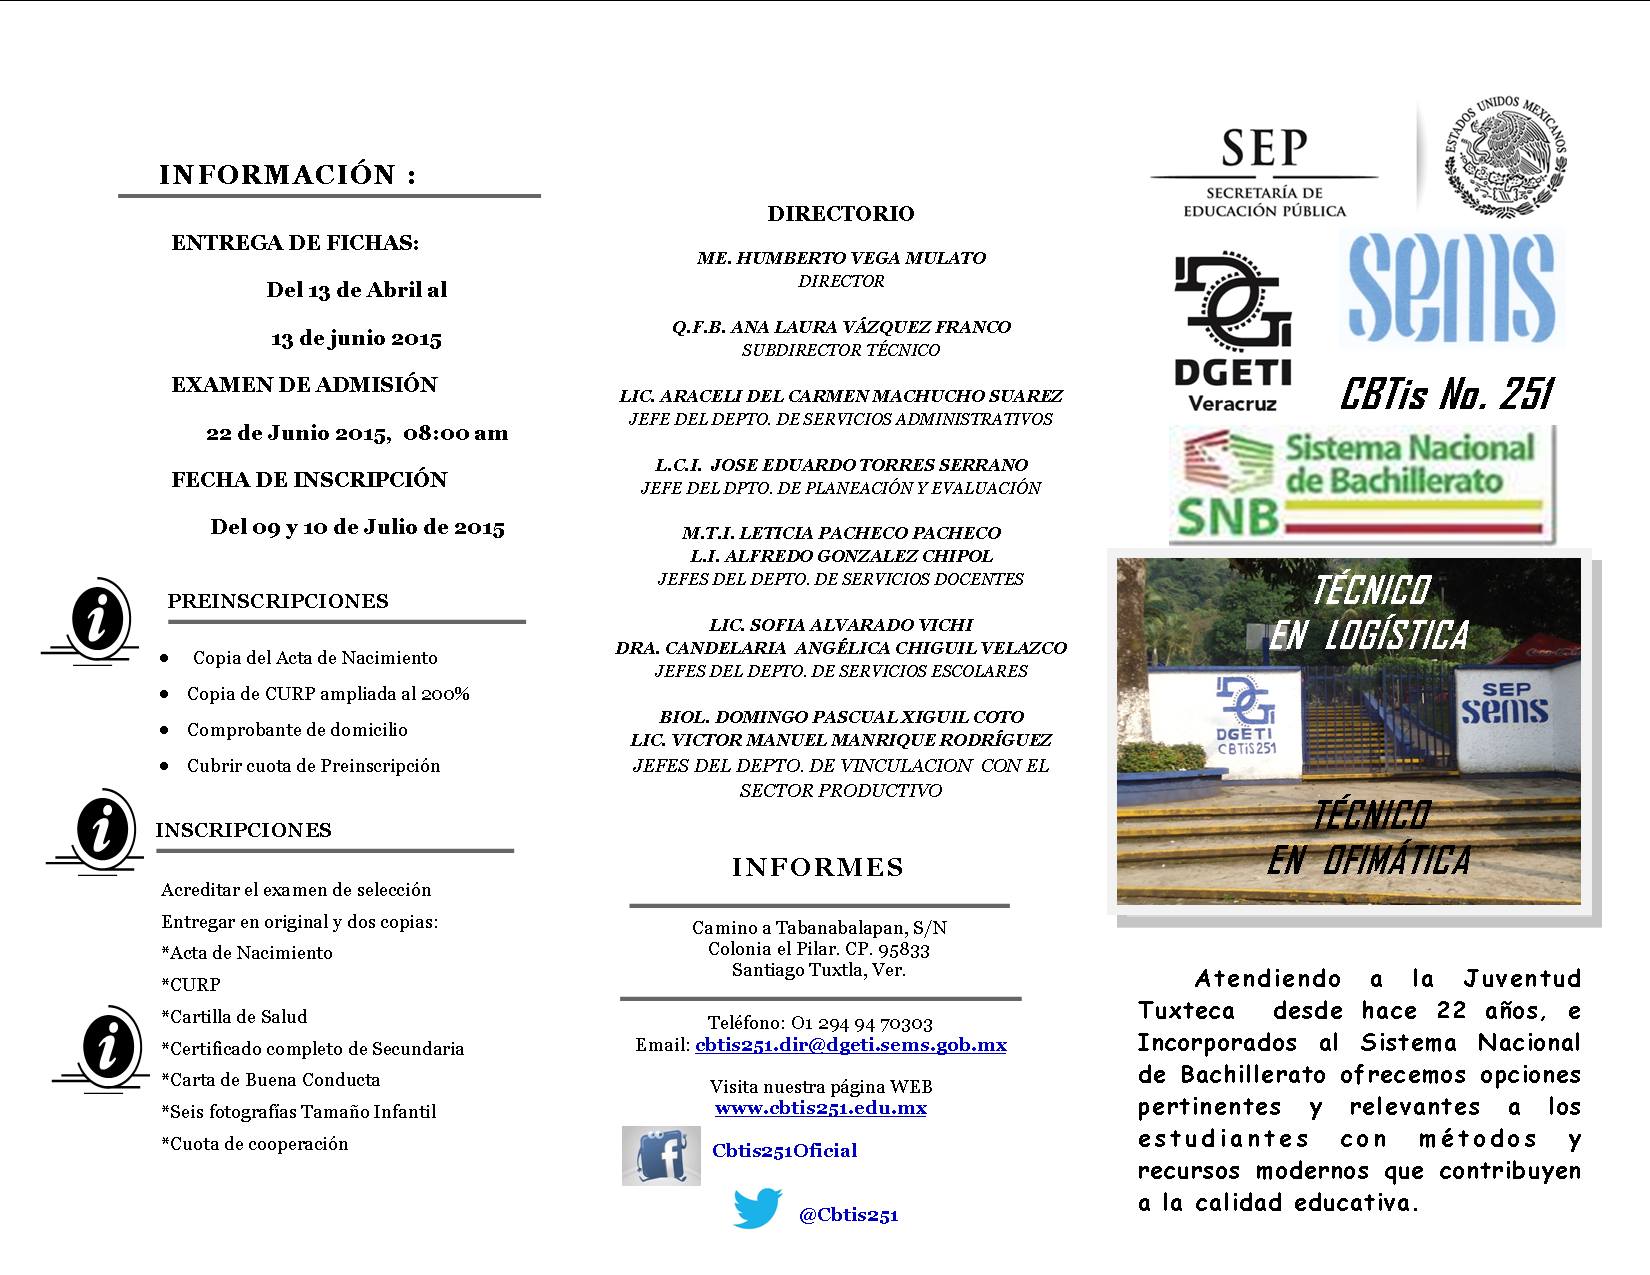 INFORMACIÓN :
ENTREGA DE FICHAS:
Del 13 de Abril al
13 de junio 2015
EXAMEN DE ADMISIÓN
22 de Junio 2015, 08:00 am
FECHA DE INSCRIPCIÓN
Del 09 y 10 de Julio de 2015
i
PREINSCRIPCIONES
● Copia del Acta de Nacimiento
● Copia de CURP ampliada al 200%
● Comprobante de domicilio
● Cubrir cuota de Preinscripción
i
INSCRIPCIONES
Acreditar el examen de selección
Entregar en original y dos copias:
*Acta de Nacimiento
*CURP
*Cartilla de Salud
i
*Certificado completo de Secundaria
*Carta de Buena Conducta
*Seis fotografías Tamaño Infantil
*Cuota de cooperación
DIRECTORIO
ME. HUMBERTO VEGA MULATO
DIRECTOR
Q.F.B. ANA LAURA VÁZQUEZ FRANCO
SUBDIRECTOR TÉCNICO
LIC. ARACELI DEL CARMEN MACHUCHO SUAREZ
JEFE DEL DEPTO. DE SERVICIOS ADMINISTRATIVOS
L.C.I. JOSE EDUARDO TORRES SERRANO
JEFE DEL DPTO. DE PLANEACIÓN Y EVALUACIÓN
M.T.I. LETICIA PACHECO PACHECO
L.I. ALFREDO GONZALEZ CHIPOL
JEFES DEL DEPTO. DE SERVICIOS DOCENTES
LIC. SOFIA ALVARADO VICHI
DRA. CANDELARIA ANGÉLICA CHIGUIL VELAZCO
JEFES DEL DEPTO. DE SERVICIOS ESCOLARES
BIOL. DOMINGO PASCUAL XIGUIL COTO
LIC. VICTOR MANUEL MANRIQUE RODRÍGUEZ
JEFES DEL DEPTO. DE VINCULACION CON EL
SECTOR PRODUCTIVO
INFORMES
Camino a Tabanabalapan, S/N
Colonia el Pilar. CP. 95833
Santiago Tuxtla, Ver.
Teléfono: O1 294 94 70303
Email: cbtis251.dir@dgeti.sems.gob.mx
Visita nuestra página WEB
www.cbtis251.edu.mx
f
Cbtis251Oficial
@Cbtis251
SEP
SECRETARÍA DE
EDUCACIÓN PÚBLICA
ESTADOS UNIDOS MEXICANOS
DGETI
Veracruz
sems
CBTis No. 251
Sistema Nacional
de Bachillerato
SNB
TÉCNICO
EN LOGÍSTICA
DGETI
CBTiS251
SEP
sems
TÉCNICO
EN OFIMÁTICA
Atendiendo a la Juventud
Tuxteca desde hace 22 años, e
Incorporados al Sistema Nacional
de Bachillerato ofrecemos opciones
pertinentes y relevantes a los
estudiantes con métodos y
recursos modernos que contribuyen
a la calidad educativa.